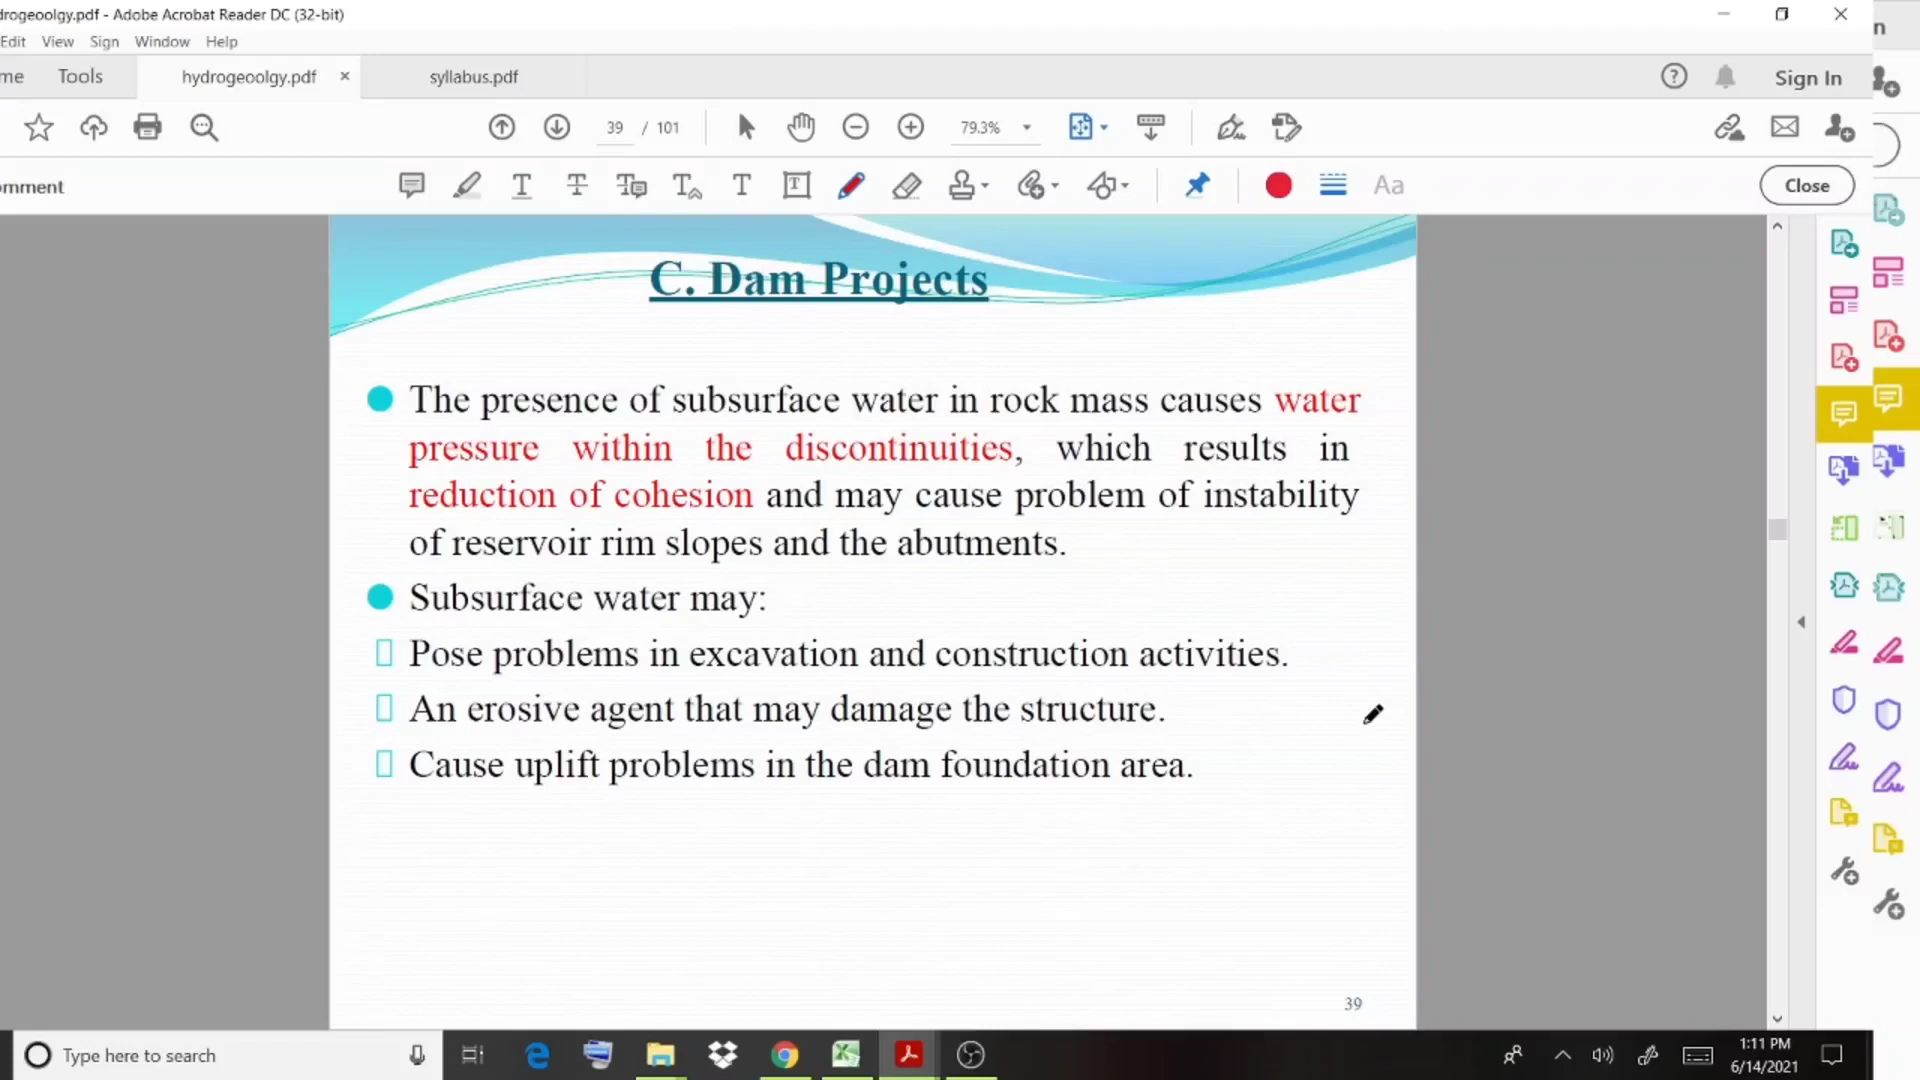 drogeoolgy.pdf - Adobe Acrobat Reader DC (32-bit)
Edit View Sign Window Help
me Tools hydrogeoolgy.pdf × syllabus.pdf Sign In
39 / 101 79.3%
omment Aa Close
C. Dam Projects
The presence of subsurface water in rock mass causes water
pressure within the discontinuities, which results in
reduction of cohesion and may cause problem of instability
of reservoir rim slopes and the abutments.
Subsurface water may:
Pose problems in excavation and construction activities.
An erosive agent that may damage the structure.
Cause uplift problems in the dam foundation area.
39
Type here to search
1:11 PM
6/14/2021